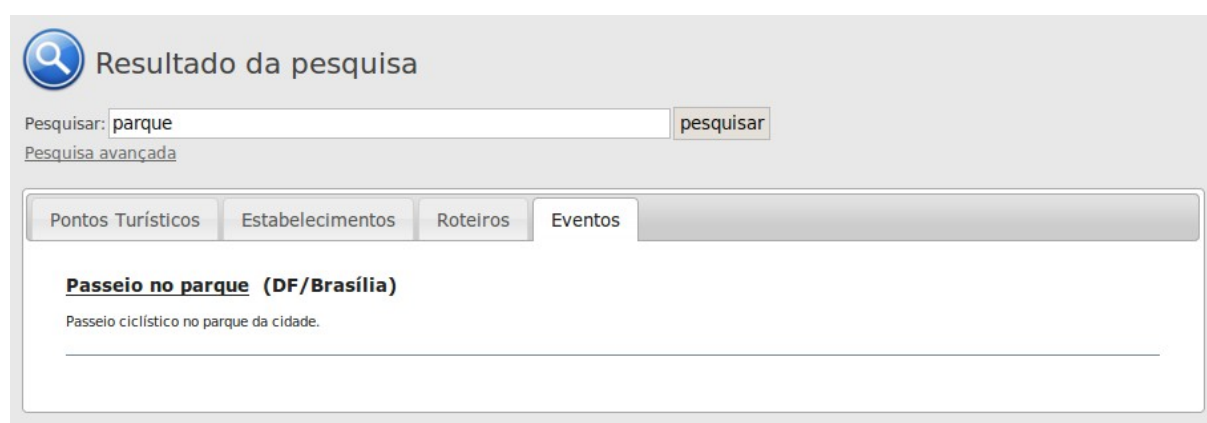 Resultado da pesquisa
Pesquisar: parque pesquisar
Pesquisa avançada
Pontos Turísticos Estabelecimentos Roteiros Eventos
Passeio no parque (DF/Brasília)
Passeio ciclístico no parque da cidade.